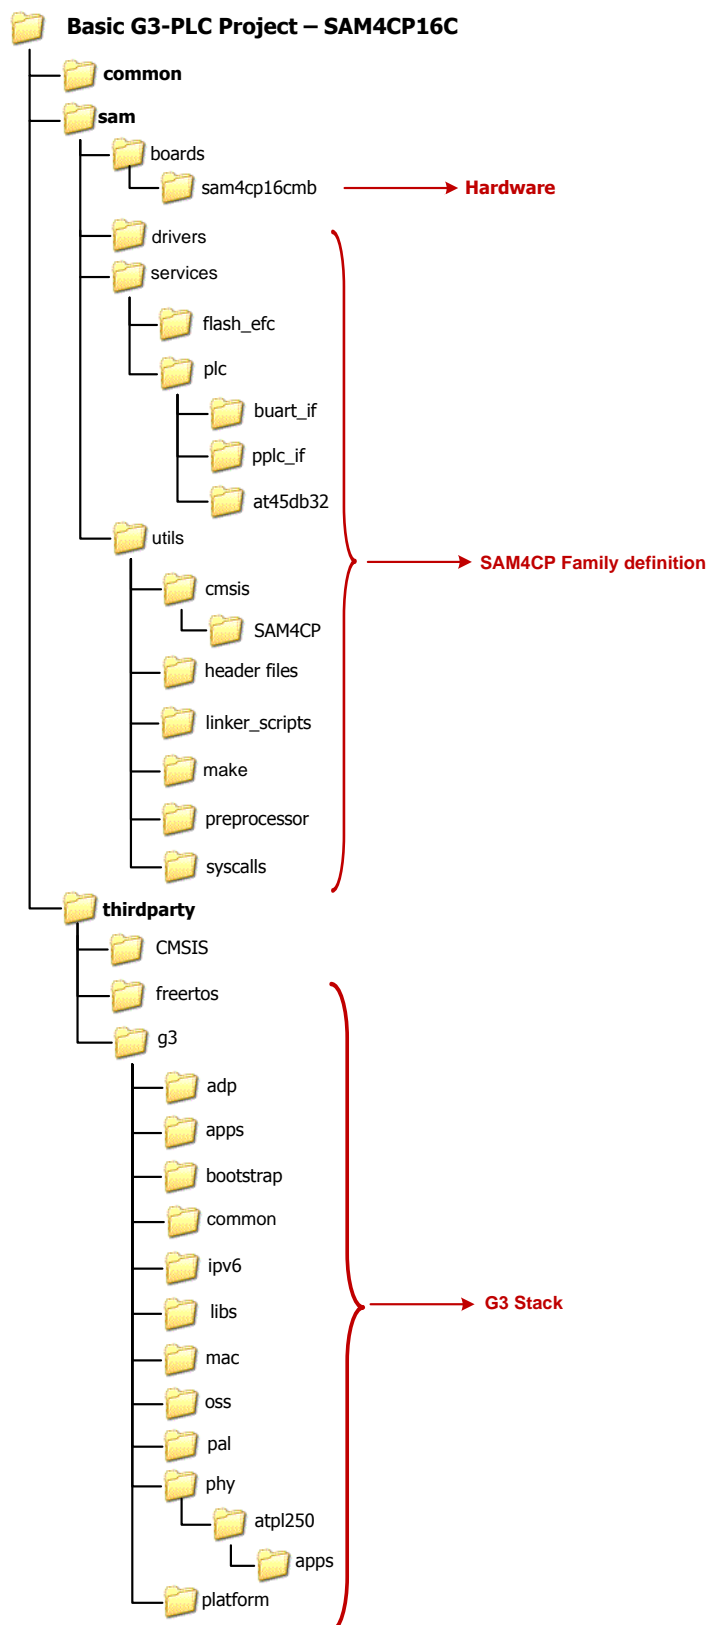 Basic G3-PLC Project – SAM4CP16C
common
sam
boards
sam4cp16cmb
Hardware
drivers
services
flash_efc
plc
buart_if
pplc_if
at45db32
utils
SAM4CP Family definition
cmsis
SAM4CP
header files
linker_scripts
make
preprocessor
syscalls
thirdparty
CMSIS
freertos
g3
adp
apps
bootstrap
common
ipv6
G3 Stack
libs
mac
oss
pal
phy
atpl250
apps
platform